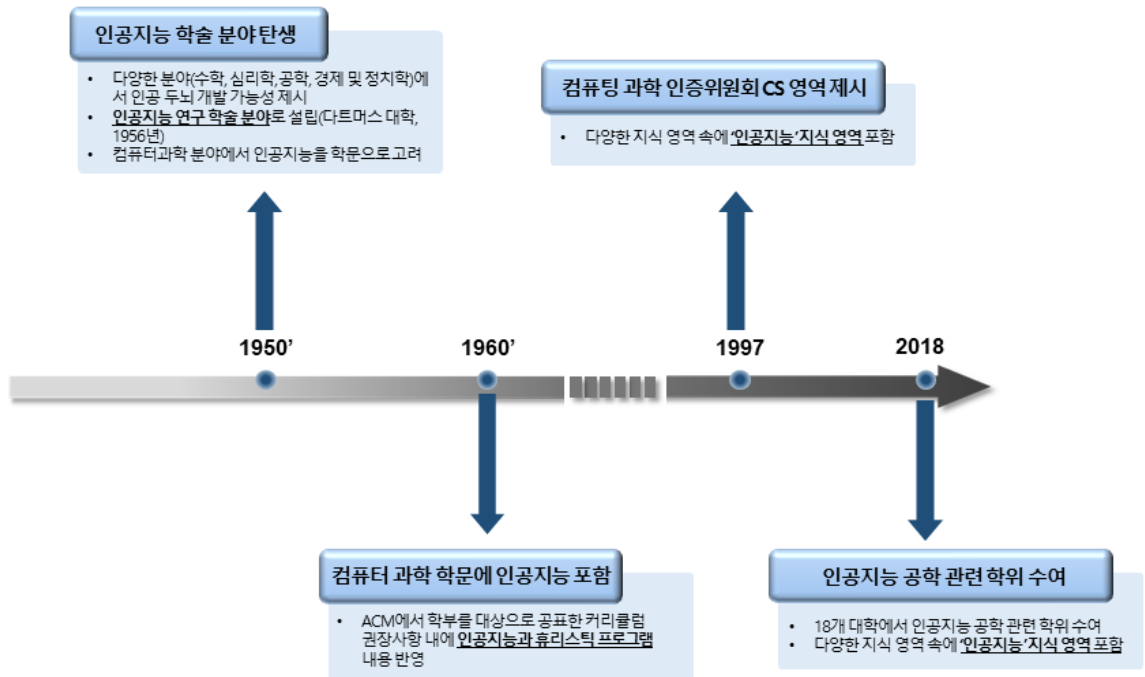 인공지능 학술 분야 탄생
• 다양한 분야(수학, 심리학, 공학, 경제 및 정치학)에
서 인공 두뇌 개발 가능성 제시
• 인공지능 연구 학술 분야로 설립(다트머스 대학,
1956년)
• 컴퓨터과학 분야에서 인공지능을 학문으로 고려
컴퓨팅 과학 인증위원회 CS 영역 제시
• 다양한 지식 영역 속에 ‘인공지능’지식 영역 포함
1950’
1960’
1997
2018
컴퓨터 과학 학문에 인공지능 포함
• ACM에서 학부를 대상으로 공표한 커리큘럼
권장사항 내에 인공지능과 휴리스틱 프로그램
내용 반영
인공지능 공학 관련 학위 수여
• 18개 대학에서 인공지능 공학 관련 학위 수여
• 다양한 지식 영역 속에 ‘인공지능’지식 영역 포함